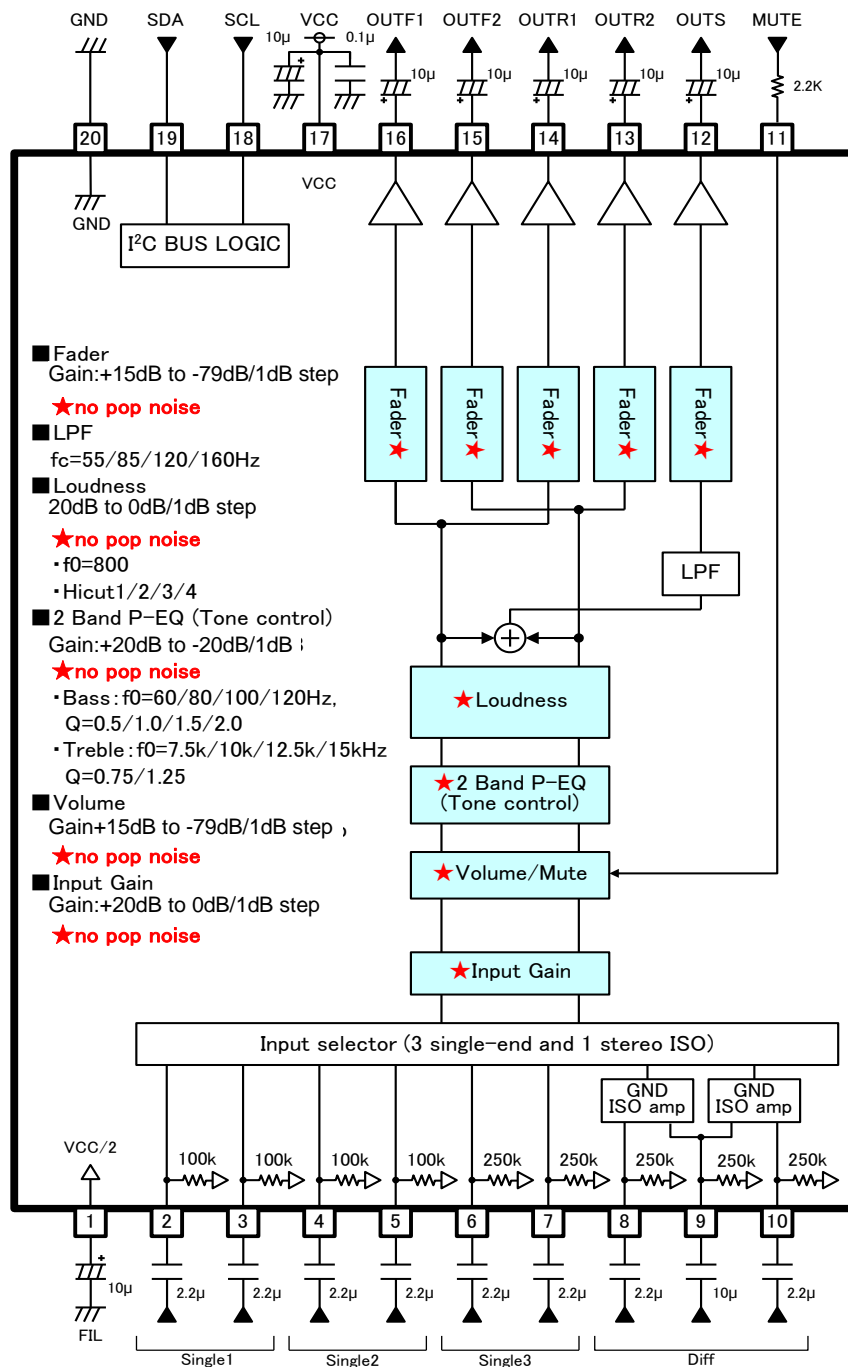 GND SDA SCL VCC OUTF1 OUTF2 OUTR1 OUTR2 OUTS MUTE
10μ + 0.1μ 10μ 10μ 10μ 10μ 10μ 2.2K
+ + + + +
20 19 18 17 16 15 14 13 12 11
VCC
GND
I²C BUS LOGIC
■Fader
Gain:+15dB to -79dB/1dB step
★no pop noise
■LPF
fc=55/85/120/160Hz
■Loudness
20dB to 0dB/1dB step
★no pop noise
・f0=800
・Hicut1/2/3/4
■2 Band P-EQ (Tone control)
Gain:+20dB to -20dB/1dB
★no pop noise
・Bass:f0=60/80/100/120Hz,
Q=0.5/1.0/1.5/2.0
・Treble:f0=7.5k/10k/12.5k/15kHz
Q=0.75/1.25
■Volume
Gain+15dB to -79dB/1dB step
★no pop noise
■Input Gain
Gain:+20dB to 0dB/1dB step
★no pop noise
Fader★ Fader★ Fader★ Fader★ Fader★
LPF
+
★Loudness
★2 Band P-EQ
(Tone control)
★Volume/Mute
★Input Gain
Input selector (3 single-end and 1 stereo ISO)
GND
ISO amp
GND
ISO amp
VCC/2
100k 100k 100k 100k 250k 250k 250k 250k 250k
1 2 3 4 5 6 7 8 9 10
+
10μ 2.2μ 2.2μ 2.2μ 2.2μ 2.2μ 2.2μ 2.2μ 10μ 2.2μ
FIL
Single1 Single2 Single3 Diff